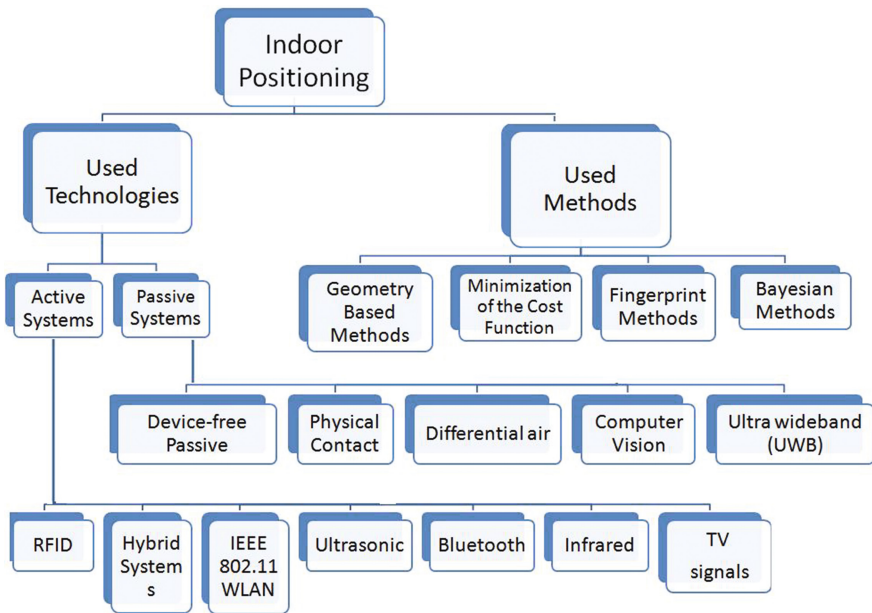 Indoor
Positioning
Used
Technologies
Used
Methods
Active
Systems
Passive
Systems
Geometry
Based
Methods
Minimization
of the Cost
Function
Fingerprint
Methods
Bayesian
Methods
Device-free
Passive
Physical
Contact
Differential air
Computer
Vision
Ultra wideband
(UWB)
RFID
Hybrid
System
s
IEEE
802.11
WLAN
Ultrasonic
Bluetooth
Infrared
TV
signals